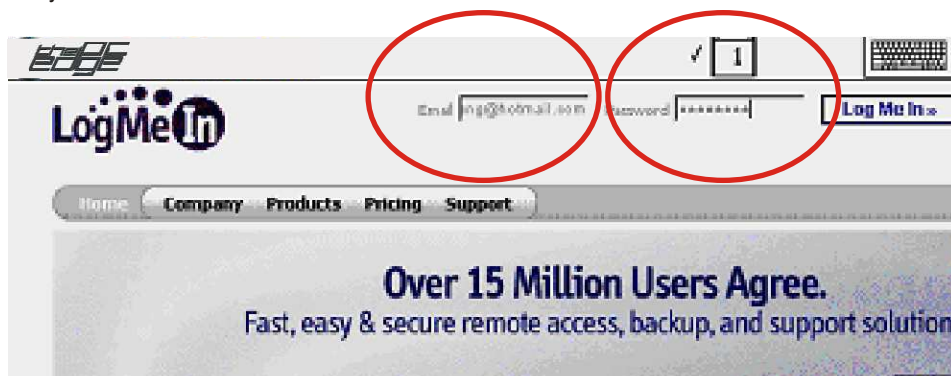 1
LogMeIn
Email ing@hotmail.com Password ********
Log Me In »
Home Company Products Pricing Support
Over 15 Million Users Agree.
Fast, easy & secure remote access, backup, and support solution